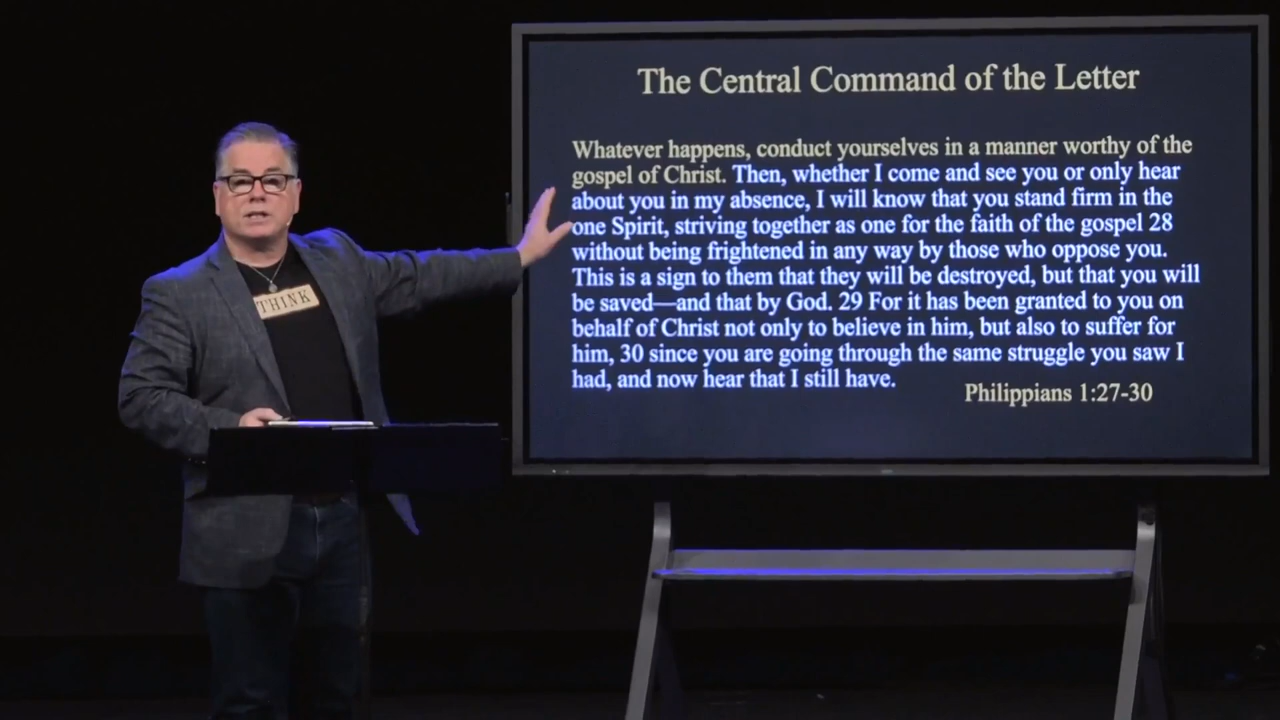 The Central Command of the Letter
Whatever happens, conduct yourselves in a manner worthy of the
gospel of Christ. Then, whether I come and see you or only hear
about you in my absence, I will know that you stand firm in the
one Spirit, striving together as one for the faith of the gospel 28
without being frightened in any way by those who oppose you.
This is a sign to them that they will be destroyed, but that you will
be saved—and that by God. 29 For it has been granted to you on
behalf of Christ not only to believe in him, but also to suffer for
him, 30 since you are going through the same struggle you saw I
had, and now hear that I still have.
Philippians 1:27-30
THINK